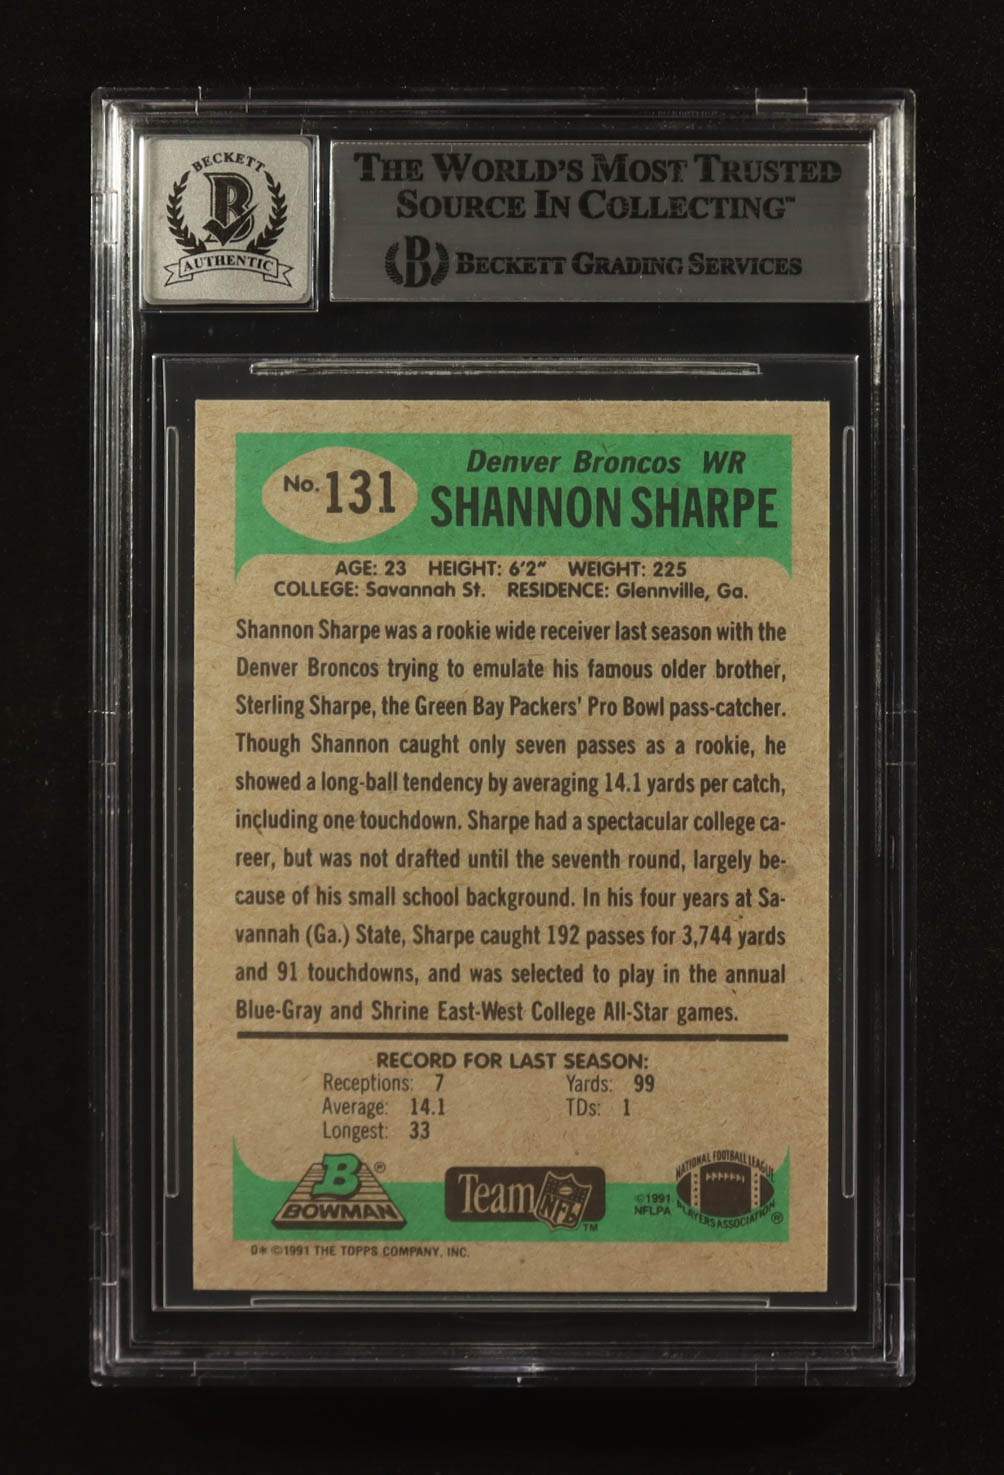 BECKETT
B
AUTHENTIC
THE WORLD'S MOST TRUSTED
SOURCE IN COLLECTING™
B BECKETT GRADING SERVICES
No. 131
Denver Broncos WR
SHANNON SHARPE
AGE: 23 HEIGHT: 6'2" WEIGHT: 225
COLLEGE: Savannah St. RESIDENCE: Glennville, Ga.
Shannon Sharpe was a rookie wide receiver last season with the
Denver Broncos trying to emulate his famous older brother,
Sterling Sharpe, the Green Bay Packers' Pro Bowl pass-catcher.
Though Shannon caught only seven passes as a rookie, he
showed a long-ball tendency by averaging 14.1 yards per catch,
including one touchdown. Sharpe had a spectacular college ca-
reer, but was not drafted until the seventh round, largely be-
cause of his small school background. In his four years at Sa-
vannah (Ga.) State, Sharpe caught 192 passes for 3,744 yards
and 91 touchdowns, and was selected to play in the annual
Blue-Gray and Shrine East-West College All-Star games.
RECORD FOR LAST SEASON:
Receptions: 7 Yards: 99
Average: 14.1 TDs: 1
Longest: 33
B®
BOWMAN
Team NFL™
©1991
NFLPA
NATIONAL FOOTBALL LEAGUE
PLAYERS ASSOCIATION®
D* ©1991 THE TOPPS COMPANY, INC.